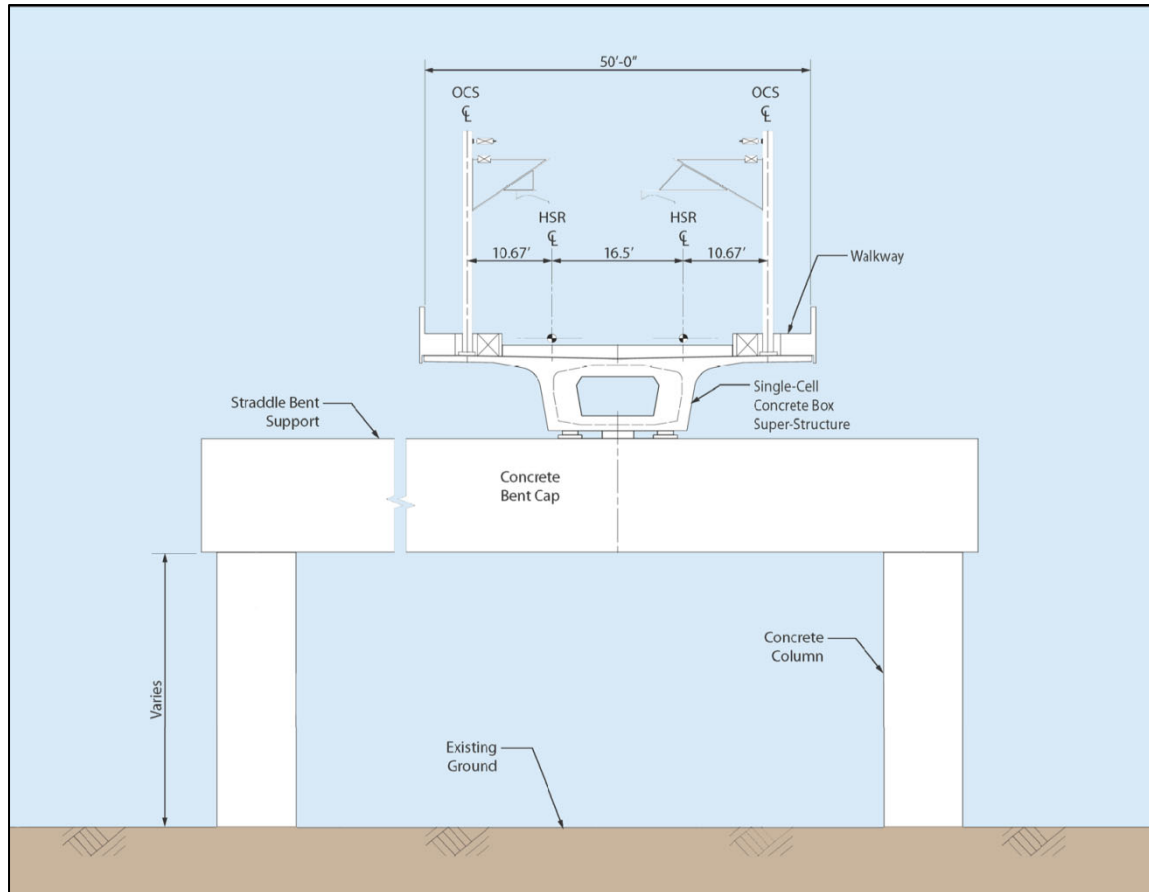 50'-0"
OCS
℄
OCS
℄
HSR
℄
HSR
℄
10.67'
16.5'
10.67'
Walkway
Single-Cell
Concrete Box
Super-Structure
Straddle Bent
Support
Concrete
Bent Cap
Concrete
Column
Varies
Existing
Ground